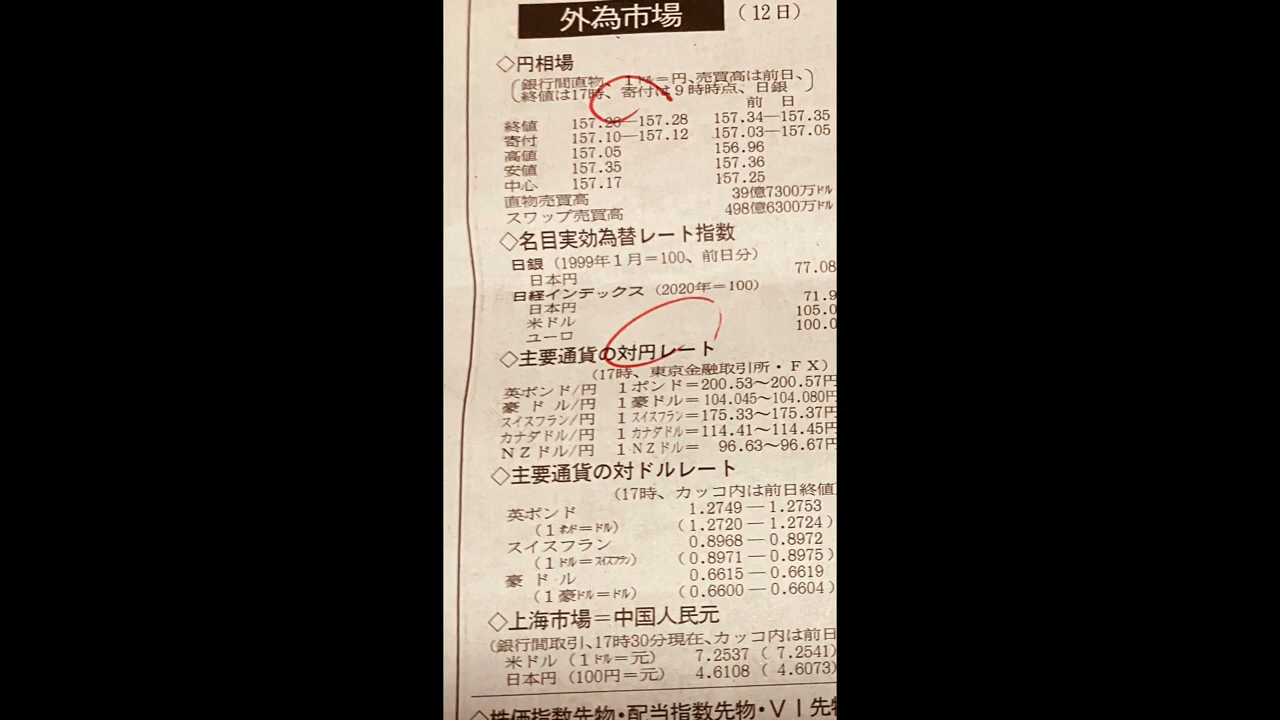 外為市場 (12日)
◇円相場
(銀行間直物、1ドル=円、売買高は前日、
終値は17時、寄付は9時時点、日銀)
前 日
終値 157.26―157.28 157.34―157.35
寄付 157.10―157.12 157.03―157.05
高値 157.05 156.96
安値 157.35 157.36
中心 157.17 157.25
直物売買高 39億7300万ドル
スワップ売買高 498億6300万ドル
◇名目実効為替レート指数
日銀 (1999年1月=100、前日分)
日本円 77.08
日経インデックス (2020年=100)
日本円 71.9
米ドル 105.0
ユーロ 100.0
◇主要通貨の対円レート
(17時、東京金融取引所・FX)
英ポンド/円 1ポンド=200.53〜200.57円
豪ドル/円 1豪ドル=104.045〜104.080円
スイスフラン/円 1スイスフラン=175.33〜175.37円
カナダドル/円 1カナダドル=114.41〜114.45円
NZドル/円 1NZドル= 96.63〜96.67円
◇主要通貨の対ドルレート
(17時、カッコ内は前日終値)
英ポンド 1.2749―1.2753
(1ポンド=ドル) (1.2720―1.2724)
スイスフラン 0.8968―0.8972
(1ドル=スイスフラン) (0.8971―0.8975)
豪ドル 0.6615―0.6619
(1豪ドル=ドル) (0.6600―0.6604)
◇上海市場=中国人民元
(銀行間取引、17時30分現在、カッコ内は前日
米ドル (1ドル=元) 7.2537 (7.2541)
日本円 (100円=元) 4.6108 (4.6073)
◇株価指数先物・配当指数先物・VI先物